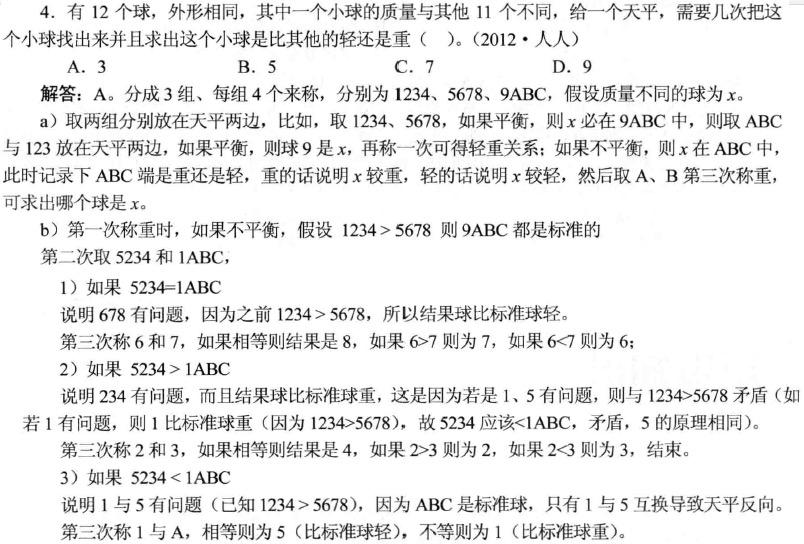 4．有 12 个球，外形相同，其中一个小球的质量与其他 11 个不同，给一个天平，需要几次把这
个小球找出来并且求出这个小球是比其他的轻还是重（ ）。（2012·人人）
A．3 B．5 C．7 D．9
解答：A。分成 3 组、每组 4 个来称，分别为 1234、5678、9ABC，假设质量不同的球为 x。
a）取两组分别放在天平两边，比如，取 1234、5678，如果平衡，则 x 必在 9ABC 中，则取 ABC
与 123 放在天平两边，如果平衡，则球 9 是 x，再称一次可得轻重关系；如果不平衡，则 x 在 ABC 中，
此时记录下 ABC 端是重还是轻，重的话说明 x 较重，轻的话说明 x 较轻，然后取 A、B 第三次称重，
可求出哪个球是 x。
b）第一次称重时，如果不平衡，假设 1234 > 5678 则 9ABC 都是标准的
第二次取 5234 和 1ABC，
1）如果 5234=1ABC
说明 678 有问题，因为之前 1234 > 5678，所以结果球比标准球轻。
第三次称 6 和 7，如果相等则结果是 8，如果 6>7 则为 7，如果 6<7 则为 6；
2）如果 5234 > 1ABC
说明 234 有问题，而且结果球比标准球重，这是因为若是 1、5 有问题，则与 1234>5678 矛盾（如
若 1 有问题，则 1 比标准球重（因为 1234>5678），故 5234 应该<1ABC，矛盾，5 的原理相同）。
第三次称 2 和 3，如果相等则结果是 4，如果 2>3 则为 2，如果 2<3 则为 3，结束。
3）如果 5234 < 1ABC
说明 1 与 5 有问题（已知 1234 > 5678），因为 ABC 是标准球，只有 1 与 5 互换导致天平反向。
第三次称 1 与 A，相等则为 5（比标准球轻），不等则为 1（比标准球重）。